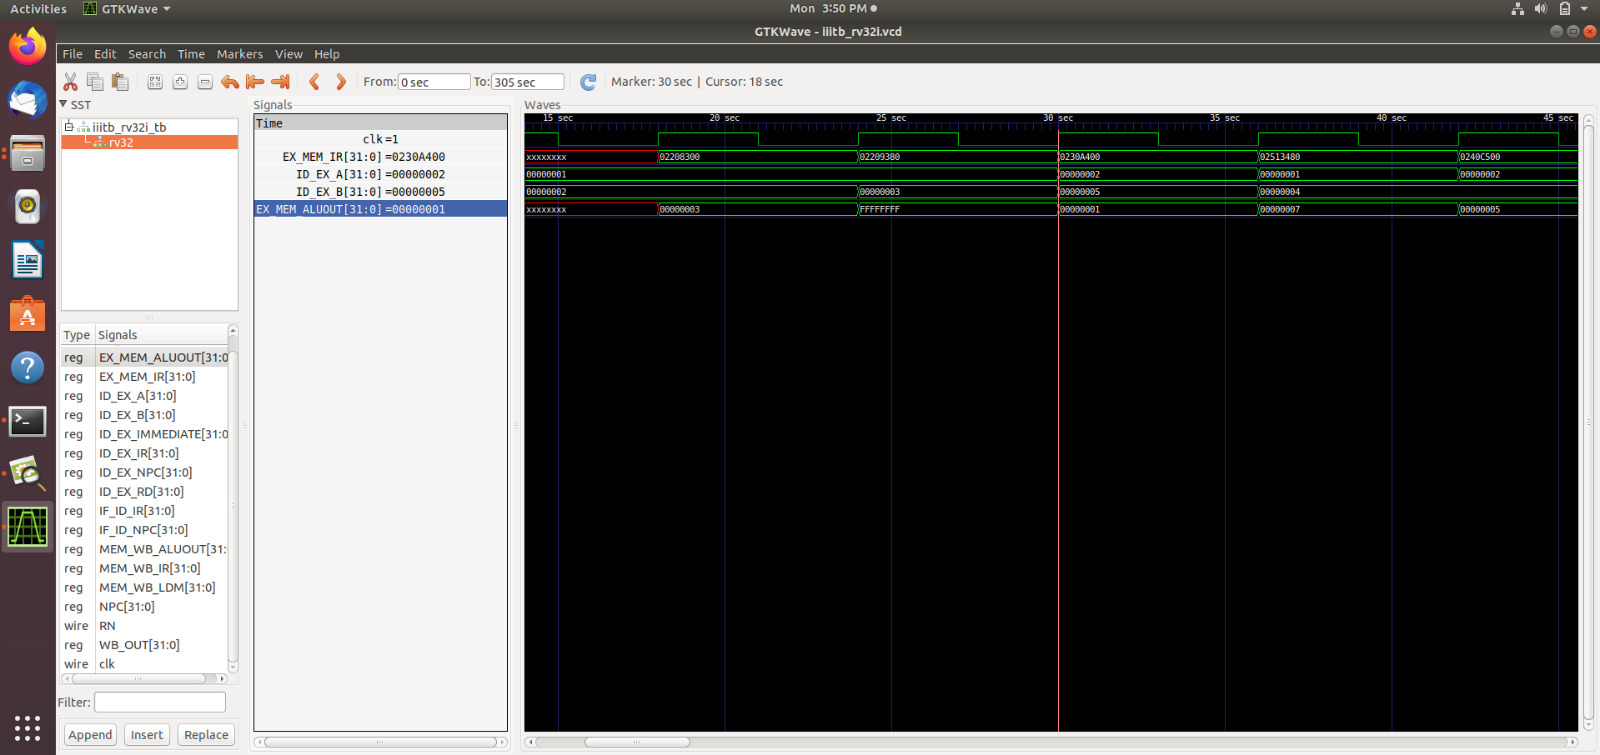 Activities GTKWave Mon 3:50 PM
GTKWave - iiitb_rv32i.vcd
File Edit Search Time Markers View Help
From: 0 sec To: 305 sec Marker: 30 sec | Cursor: 18 sec
SST
iiitb_rv32i_tb
rv32
Type Signals
reg EX_MEM_ALUOUT[31:0
reg EX_MEM_IR[31:0]
reg ID_EX_A[31:0]
reg ID_EX_B[31:0]
reg ID_EX_IMMEDIATE[31:0
reg ID_EX_IR[31:0]
reg ID_EX_NPC[31:0]
reg ID_EX_RD[31:0]
reg IF_ID_IR[31:0]
reg IF_ID_NPC[31:0]
reg MEM_WB_ALUOUT[31:
reg MEM_WB_IR[31:0]
reg MEM_WB_LDM[31:0]
reg NPC[31:0]
wire RN
reg WB_OUT[31:0]
wire clk
Filter:
Append Insert Replace
Signals
Time
clk =1
EX_MEM_IR[31:0] =0230A400
ID_EX_A[31:0] =00000002
ID_EX_B[31:0] =00000005
EX_MEM_ALUOUT[31:0] =00000001
Waves
15 sec 20 sec 25 sec 30 sec 35 sec 40 sec 45 sec
xxxxxxxx 02208300 02209380 0230A400 02513480 0240C500
00000001 00000002 00000001 00000002
00000002 00000003 00000005 00000004
xxxxxxxx 00000003 FFFFFFFF 00000001 00000007 00000005